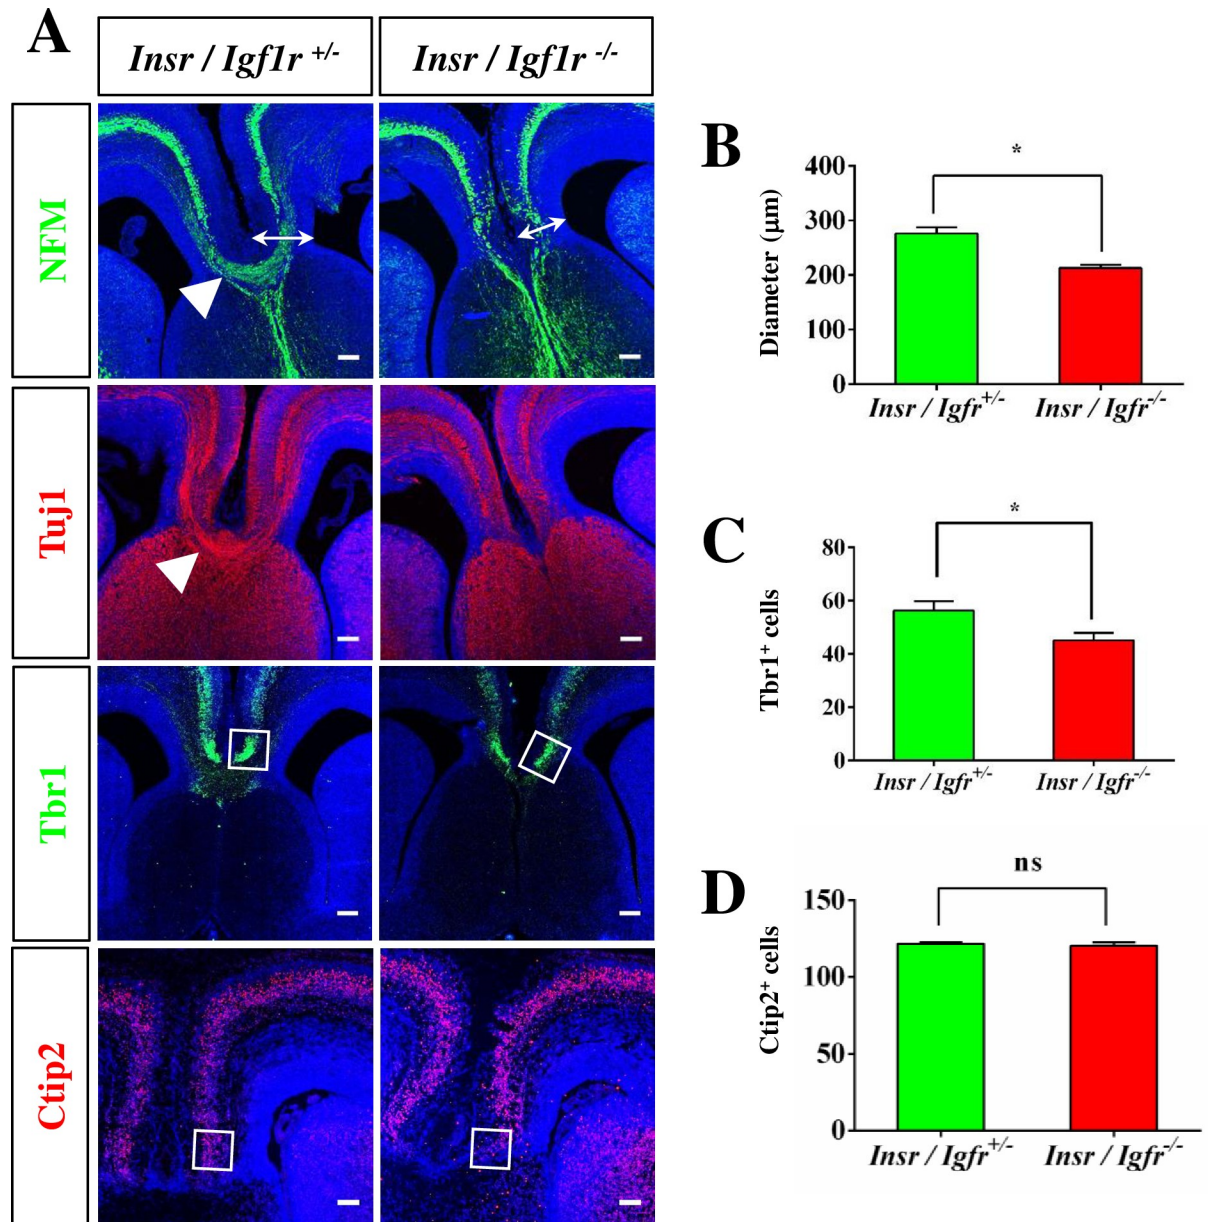 A
Insr / Igf1r +/-
Insr / Igf1r -/-
NFM
Tuj1
Tbr1
Ctip2
B
*
400
300
200
100
0
Diameter (μm)
Insr / Igfr+/-
Insr / Igfr-/-
C
*
80
60
40
20
0
Tbr1+ cells
Insr / Igfr+/-
Insr / Igfr-/-
D
ns
150
100
50
0
Ctip2+ cells
Insr / Igfr+/-
Insr / Igfr-/-